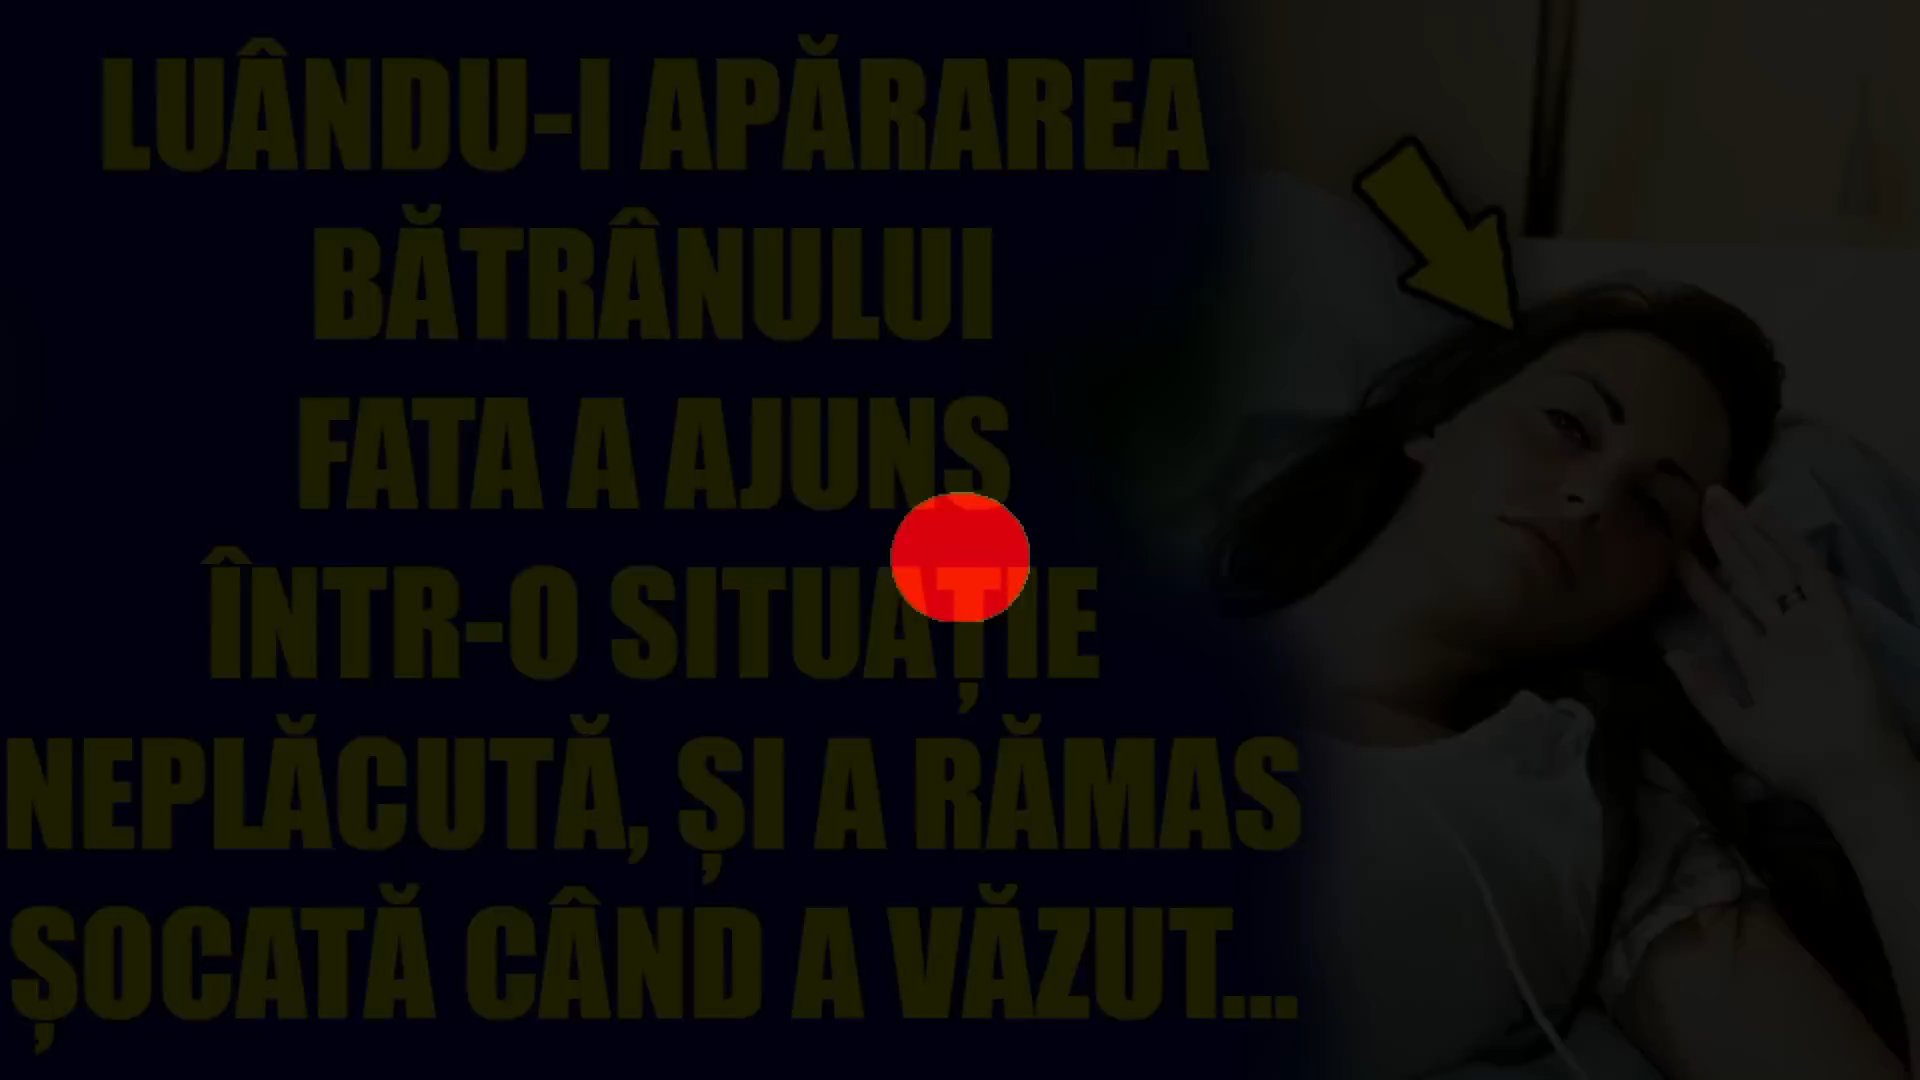 LUÂNDU-I APĂRAREA
BĂTRÂNULUI
FATA A AJUNS
ÎNTR-O SITUAȚIE
NEPLĂCUTĂ, ȘI A RĂMAS
ȘOCATĂ CÂND A VĂZUT...